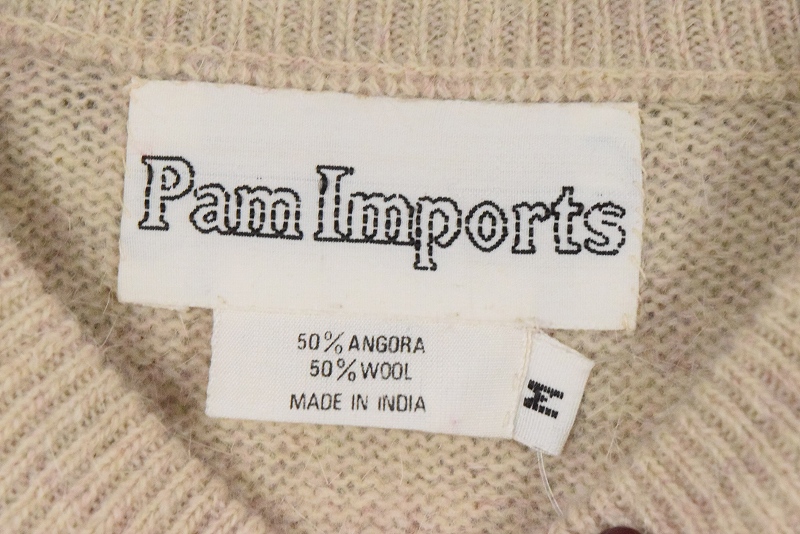 Pam Imports
50% ANGORA
50% WOOL
MADE IN INDIA
M